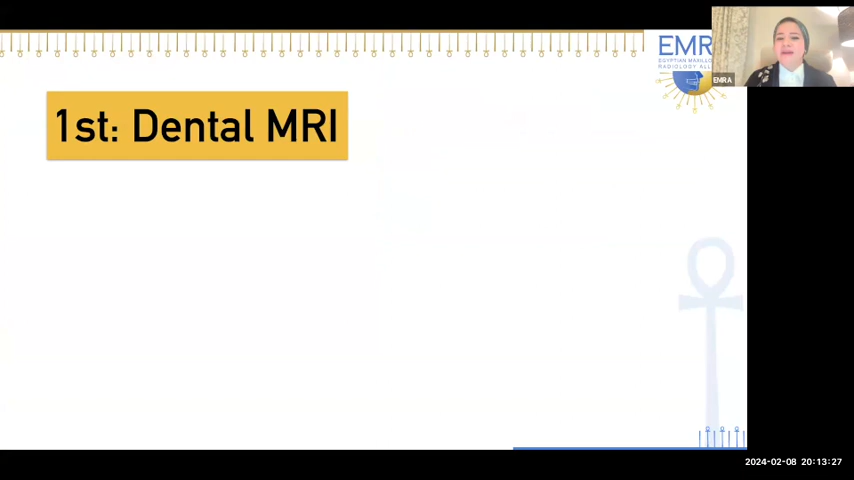 1st: Dental MRI
EMR
EGYPTIAN MAXILLO
RADIOLOGY ALL
EMRA
2024-02-08 20:13:27